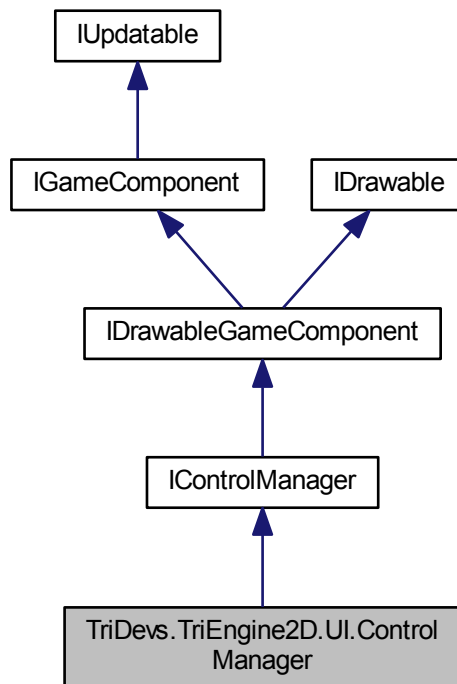 IUpdatable
IGameComponent
IDrawable
IDrawableGameComponent
IControlManager
TriDevs.TriEngine2D.UI.Control
Manager